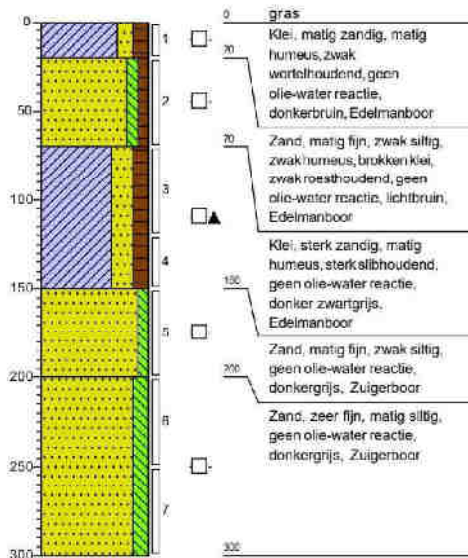 0
50
100
150
200
250
300
1
2
3
4
5
6
7
0
gras
Klei, matig zandig, matig
humeus, zwak
wortelhoudend, geen
olie-water reactie,
donkerbruin, Edelmanboor
20
Zand, matig fijn, zwak siltig,
zwak humeus, brokken klei,
zwak roesthoudend, geen
olie-water reactie, lichtbruin,
Edelmanboor
70
Klei, sterk zandig, matig
humeus, sterk slibhoudend,
geen olie-water reactie,
donker zwartgrijs,
Edelmanboor
150
Zand, matig fijn, zwak siltig,
geen olie-water reactie,
donkergrijs, Zuigerboor
200
Zand, zeer fijn, matig siltig,
geen olie-water reactie,
donkergrijs, Zuigerboor
300